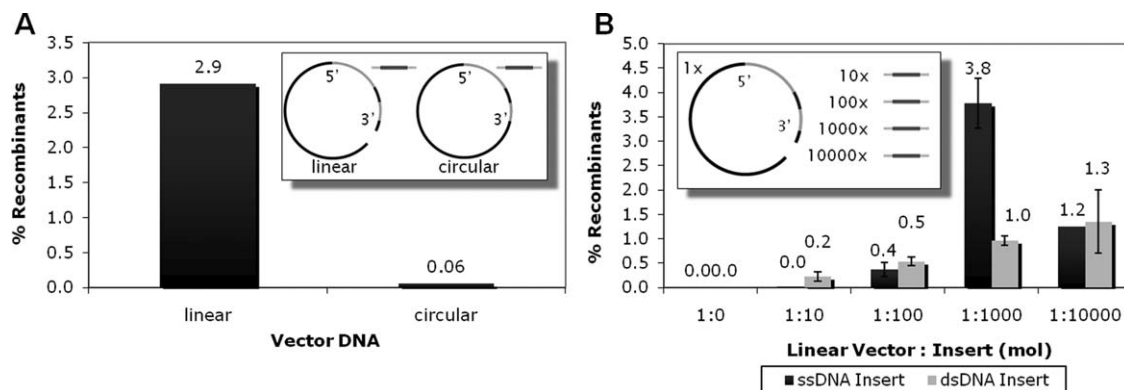 A
3.5
3.0
2.5
2.0
1.5
1.0
0.5
0.0
% Recombinants
2.9
0.06
5'
3'
linear
5'
3'
circular
linear
circular
Vector DNA
B
5.0
4.5
4.0
3.5
3.0
2.5
2.0
1.5
1.0
0.5
0.0
% Recombinants
1x
5'
3'
10x
100x
1000x
10000x
0.00.0
0.0
0.2
0.4
0.5
3.8
1.0
1.2
1.3
1:0
1:10
1:100
1:1000
1:10000
Linear Vector : Insert (mol)
ssDNA Insert
dsDNA Insert